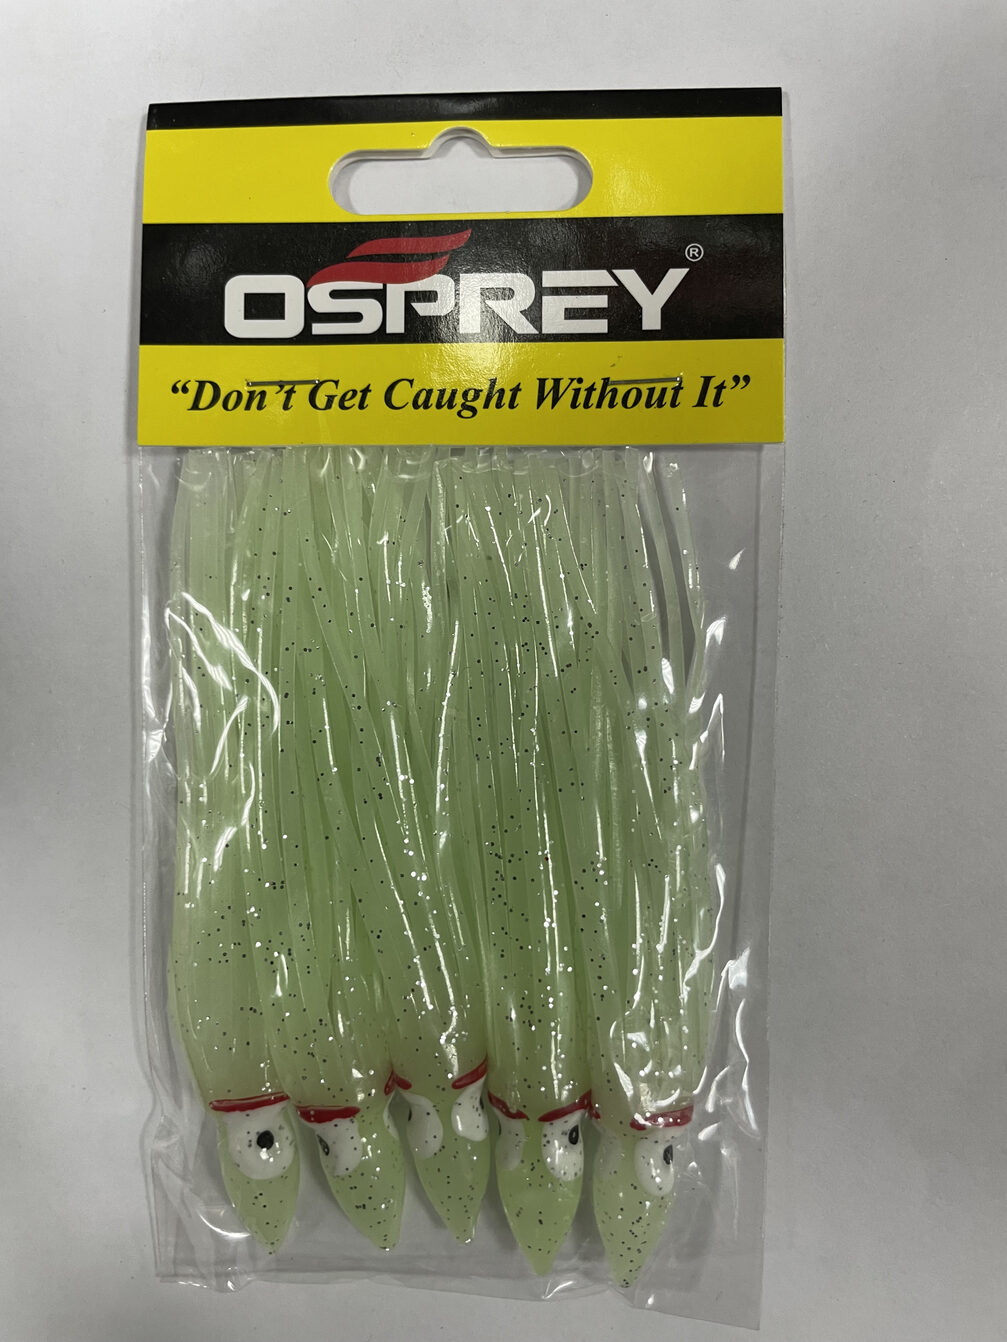 OSPREY®
“Don't Get Caught Without It”